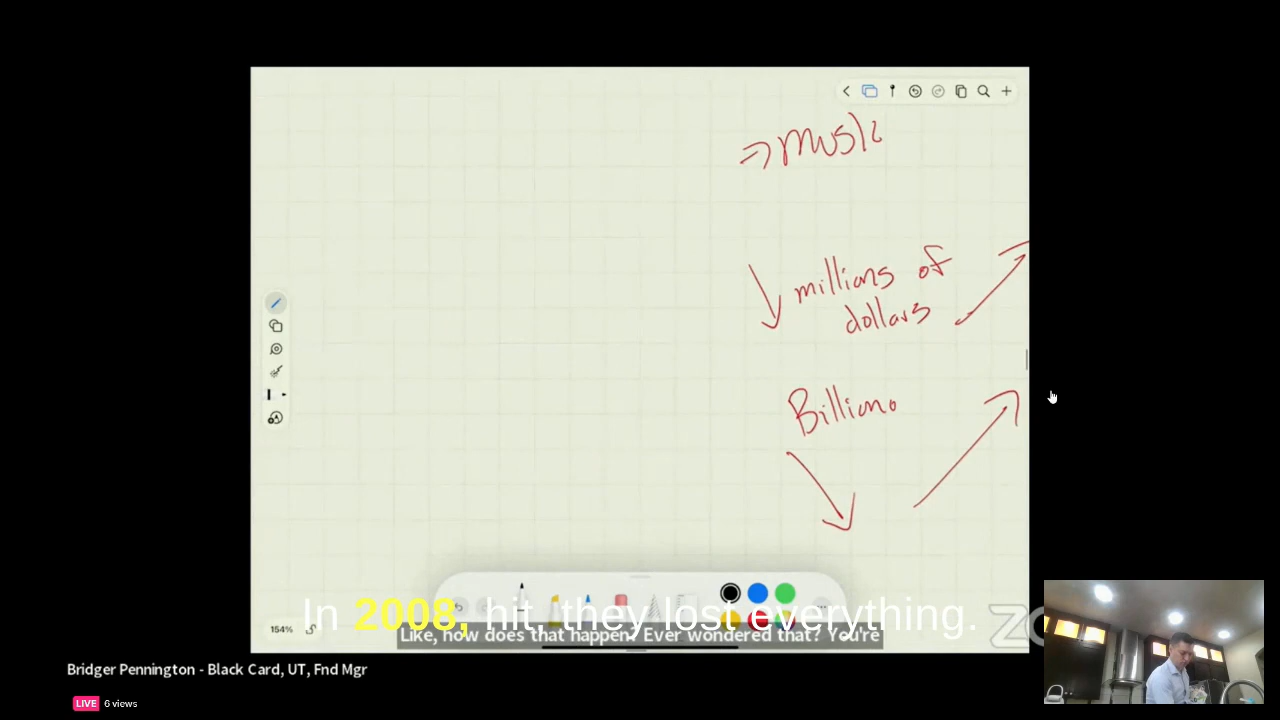 ⇒ music
↓ millions of ↗
dollars
Billions
In 2008, hit, they lost everything.
Like, how does that happen? Ever wondered that? You're
154%
Bridger Pennington - Black Card, UT, Fnd Mgr
LIVE 6 views